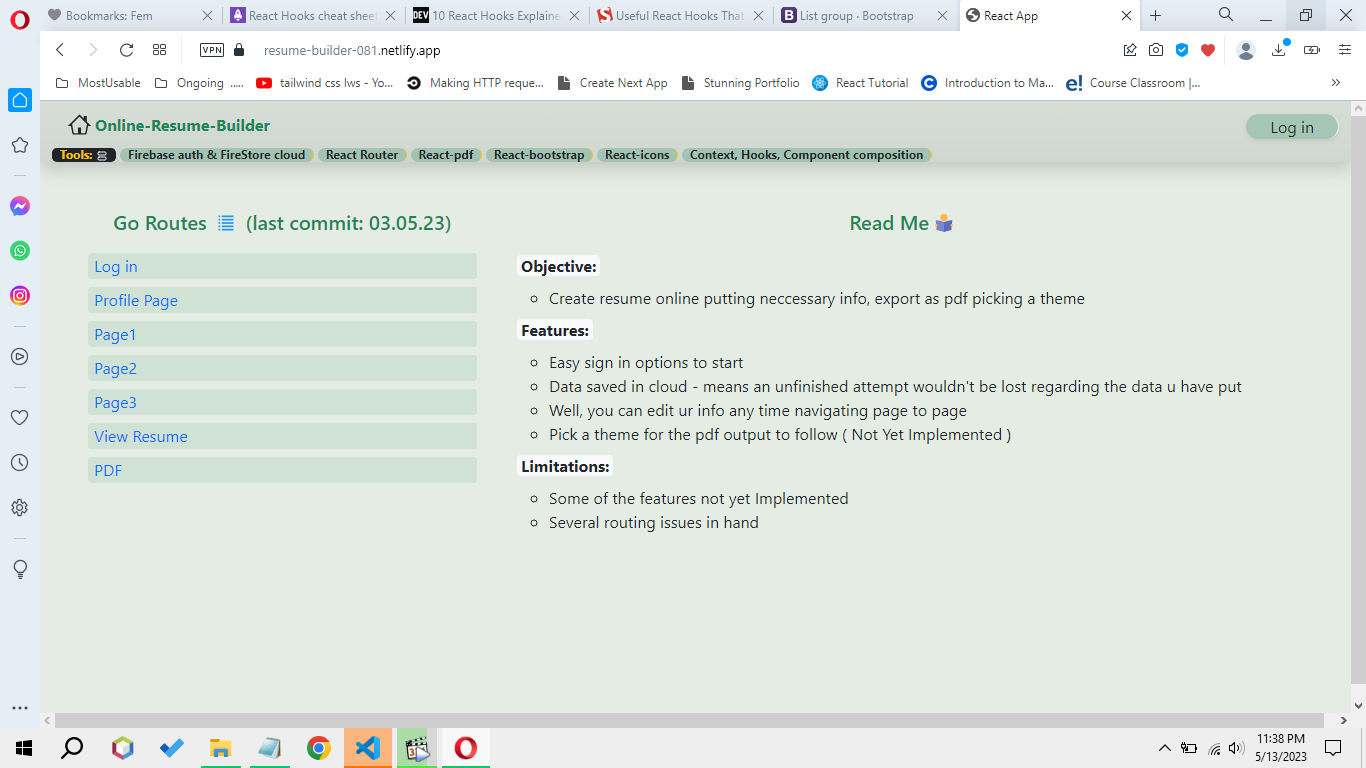 Bookmarks: Fem
React Hooks cheat sheet
DEV 10 React Hooks Explaine
Useful React Hooks That
B List group · Bootstrap
React App
VPN
resume-builder-081.netlify.app
MostUsable
Ongoing .....
tailwind css lws - Yo...
Making HTTP reque...
Create Next App
Stunning Portfolio
React Tutorial
Introduction to Ma...
e! Course Classroom |...
Online-Resume-Builder
Log in
Tools:
Firebase auth & FireStore cloud
React Router
React-pdf
React-bootstrap
React-icons
Context, Hooks, Component composition
Go Routes (last commit: 03.05.23)
Log in
Profile Page
Page1
Page2
Page3
View Resume
PDF
Read Me
Objective:
Create resume online putting neccessary info, export as pdf picking a theme
Features:
Easy sign in options to start
Data saved in cloud - means an unfinished attempt wouldn't be lost regarding the data u have put
Well, you can edit ur info any time navigating page to page
Pick a theme for the pdf output to follow ( Not Yet Implemented )
Limitations:
Some of the features not yet Implemented
Several routing issues in hand
11:38 PM
5/13/2023